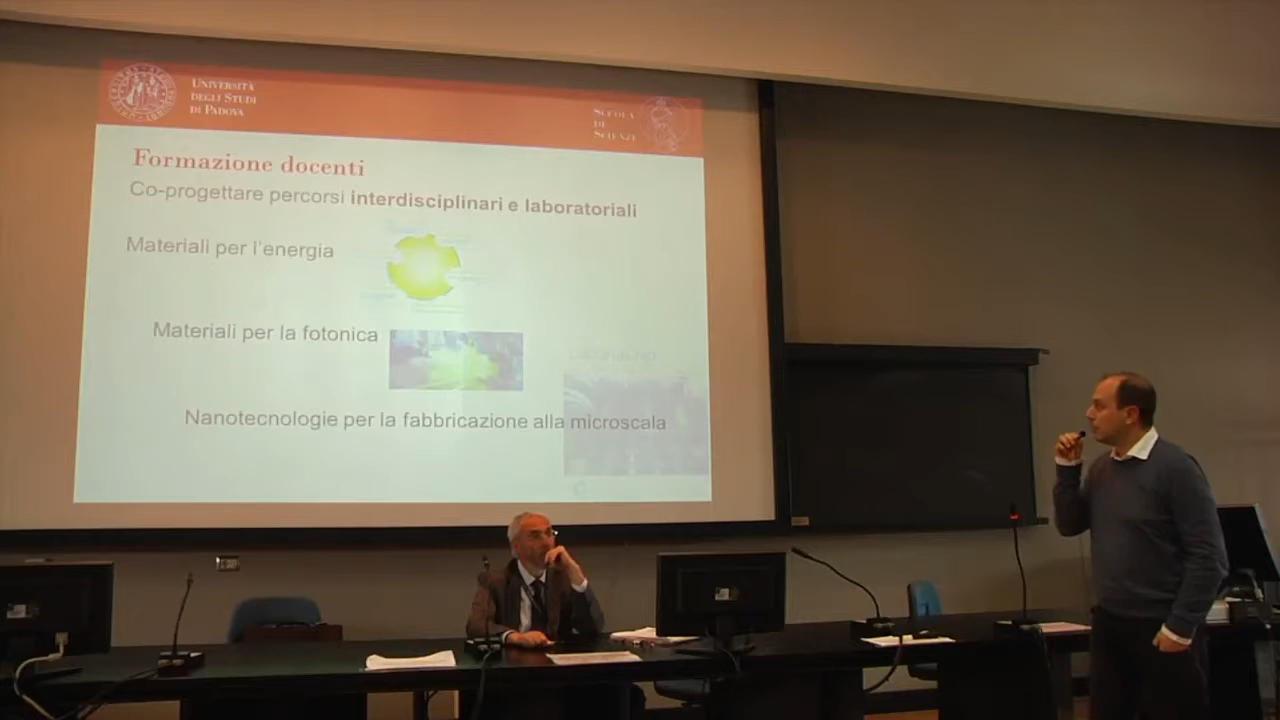 UNIVERSITÀ
DEGLI STUDI
DI PADOVA
SCUOLA
DI
SCIENZE
Formazione docenti
Co-progettare percorsi interdisciplinari e laboratoriali
Materiali per l'energia
Materiali per la fotonica
Nanotecnologie per la fabbricazione alla microscala